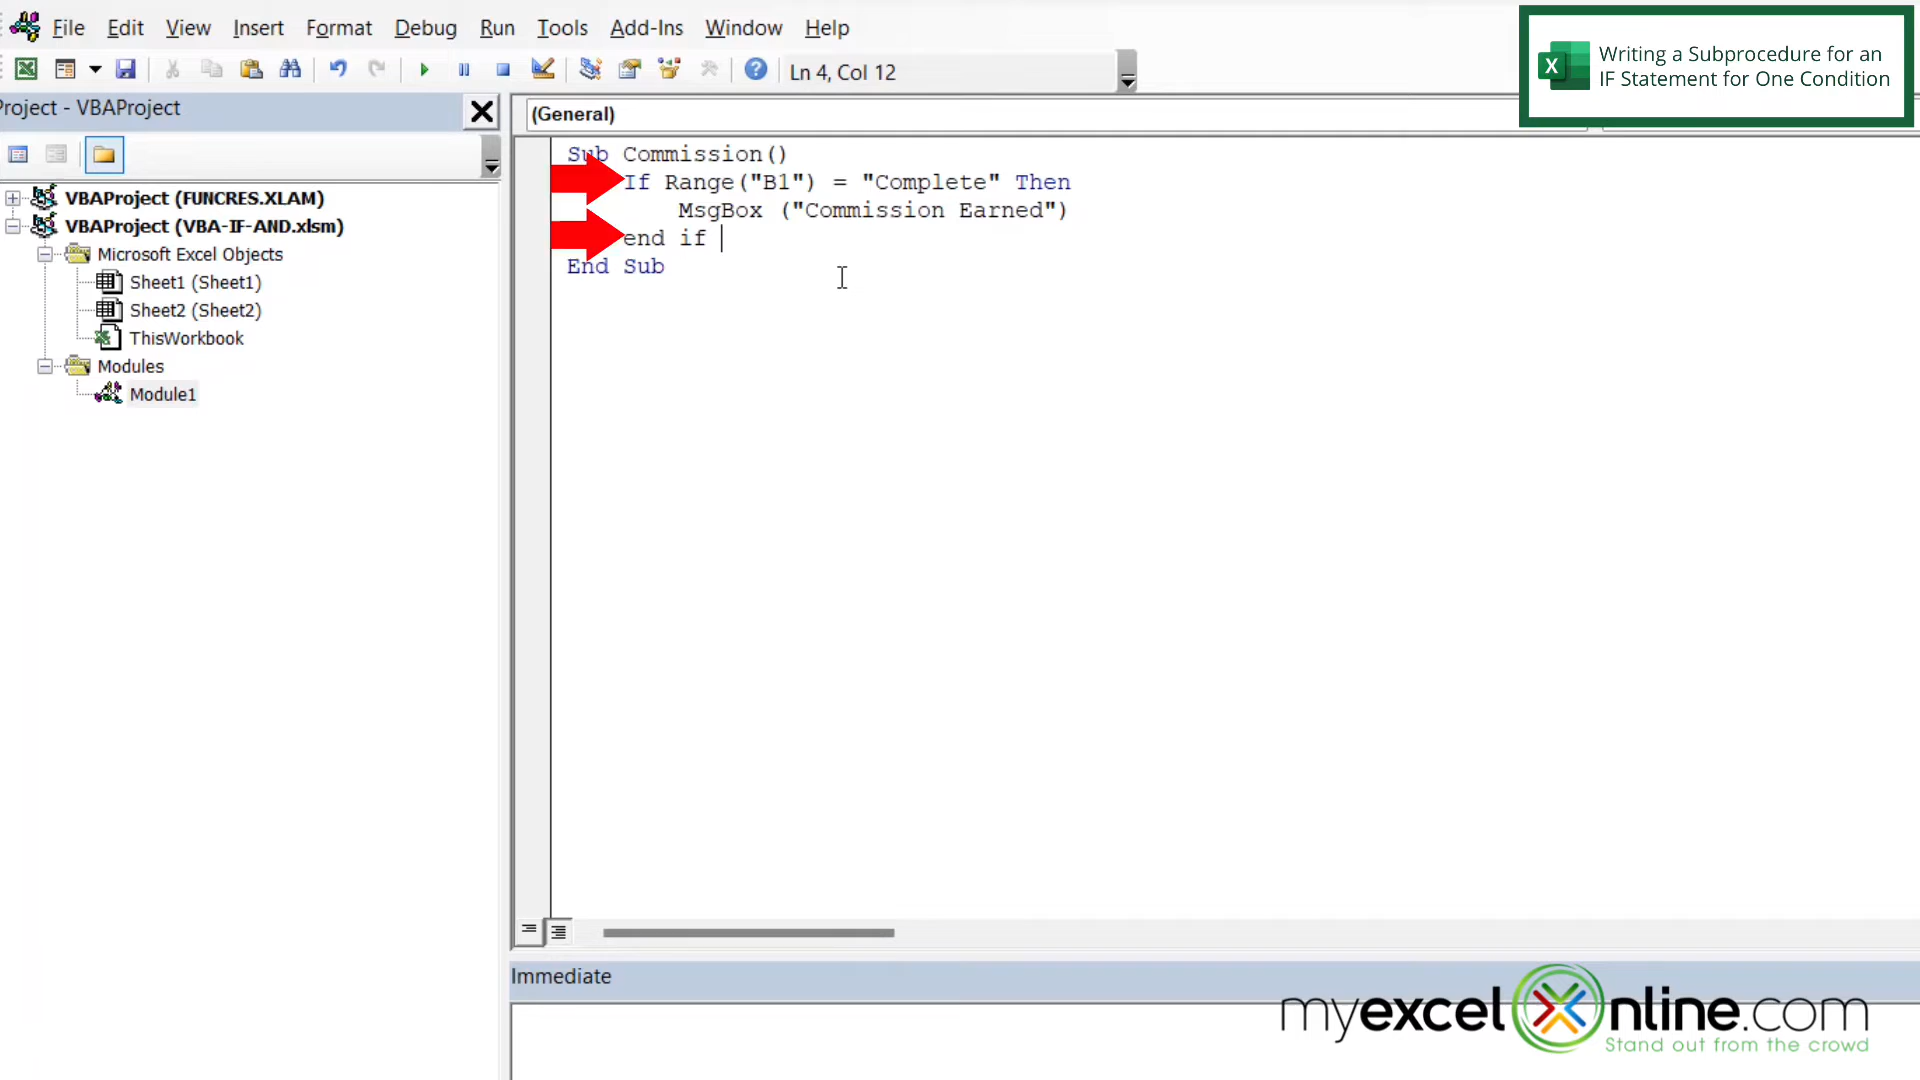 File Edit View Insert Format Debug Run Tools Add-Ins Window Help
Ln 4, Col 12
Writing a Subprocedure for an
IF Statement for One Condition
Project - VBAProject
(General)
VBAProject (FUNCRES.XLAM)
VBAProject (VBA-IF-AND.xlsm)
Microsoft Excel Objects
Sheet1 (Sheet1)
Sheet2 (Sheet2)
ThisWorkbook
Modules
Module1
Sub Commission()
If Range("B1") = "Complete" Then
MsgBox ("Commission Earned")
end if
End Sub
Immediate
myexcelonline.com
Stand out from the crowd